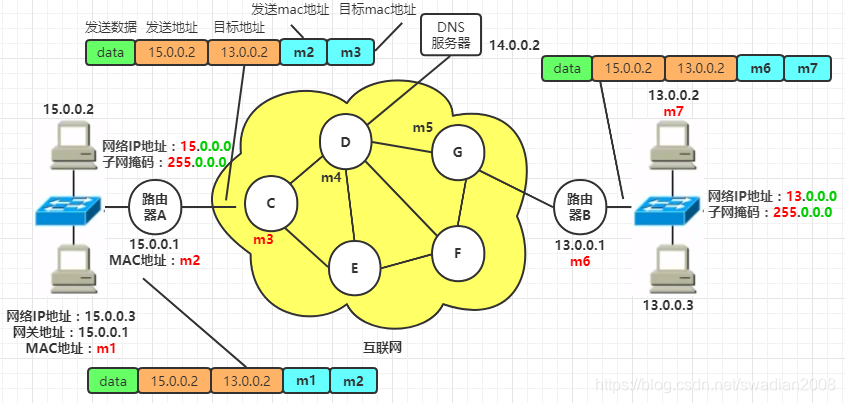 发送mac地址
目标mac地址
发送数据 发送地址 目标地址
data 15.0.0.2 13.0.0.2 m2 m3
DNS
服务器
14.0.0.2
data 15.0.0.2 13.0.0.2 m6 m7
15.0.0.2
网络IP地址：15.0.0.0
子网掩码：255.0.0.0
路由
器A
15.0.0.1
MAC地址：m2
C
m3
D
m4
m5
G
E
F
互联网
路由
器B
13.0.0.1
m6
13.0.0.2
m7
网络IP地址：13.0.0.0
子网掩码：255.0.0.0
13.0.0.3
网络IP地址：15.0.0.3
网关地址：15.0.0.1
MAC地址：m1
data 15.0.0.2 13.0.0.2 m1 m2
https://blog.csdn.net/swadian2008